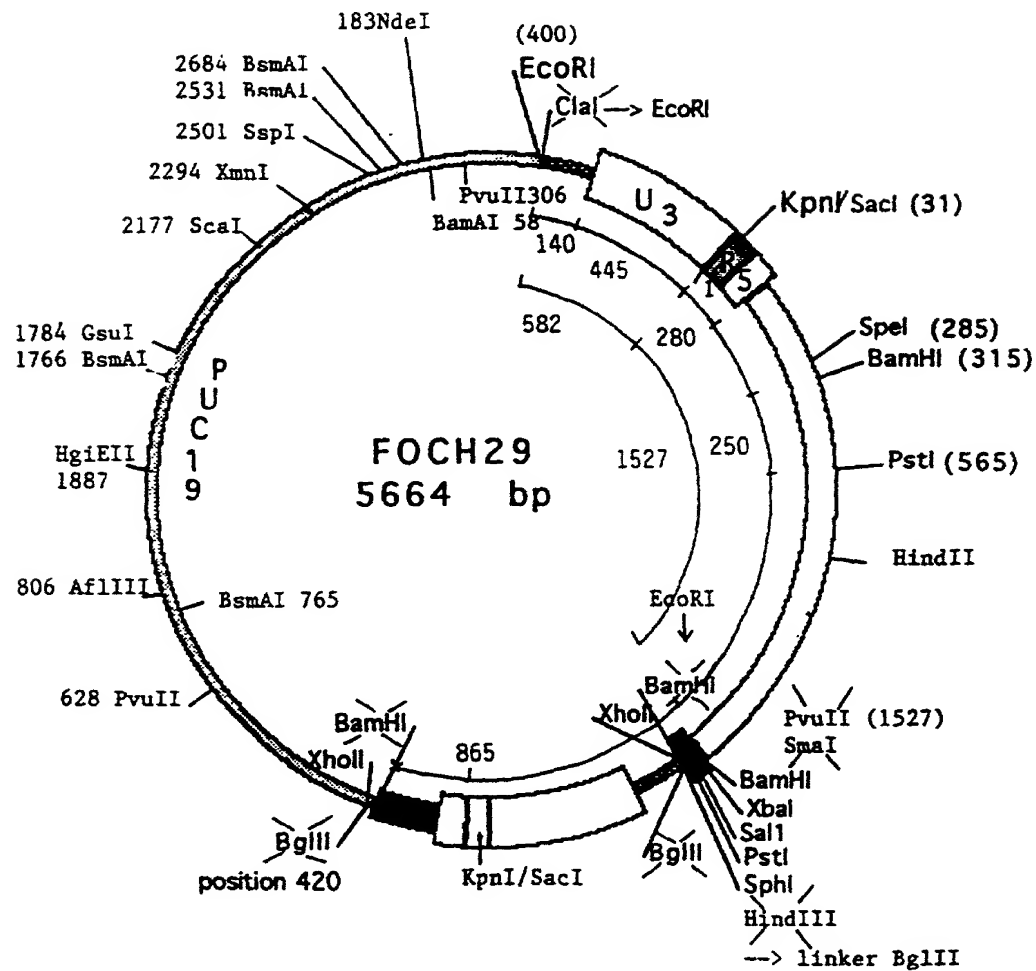 183NdeI
(400)
EcoRI
2684 BsmAI
ClaI --> EcoRI
2531 BsmAI
2501 SspI
2294 XmnI
PvuII306
U 3
KpnI/SacI (31)
2177 ScaI
BamAI 58
140
R
445
5
582
280
SpeI (285)
1784 GsuI
BamHI (315)
1766 BsmAI
PUC19
HgiEII
1887
FOCH29
5664 bp
1527
250
PstI (565)
HindII
806 AflIII
BsmAI 765
EcoRI
628 PvuII
BamHI
BamHI
XhoII
PvuII (1527)
SmaI
XhoII
865
BamHI
XbaI
Sal1
BglII
BglII
PstI
position 420
KpnI/SacI
SphI
HindIII
--> linker BglII